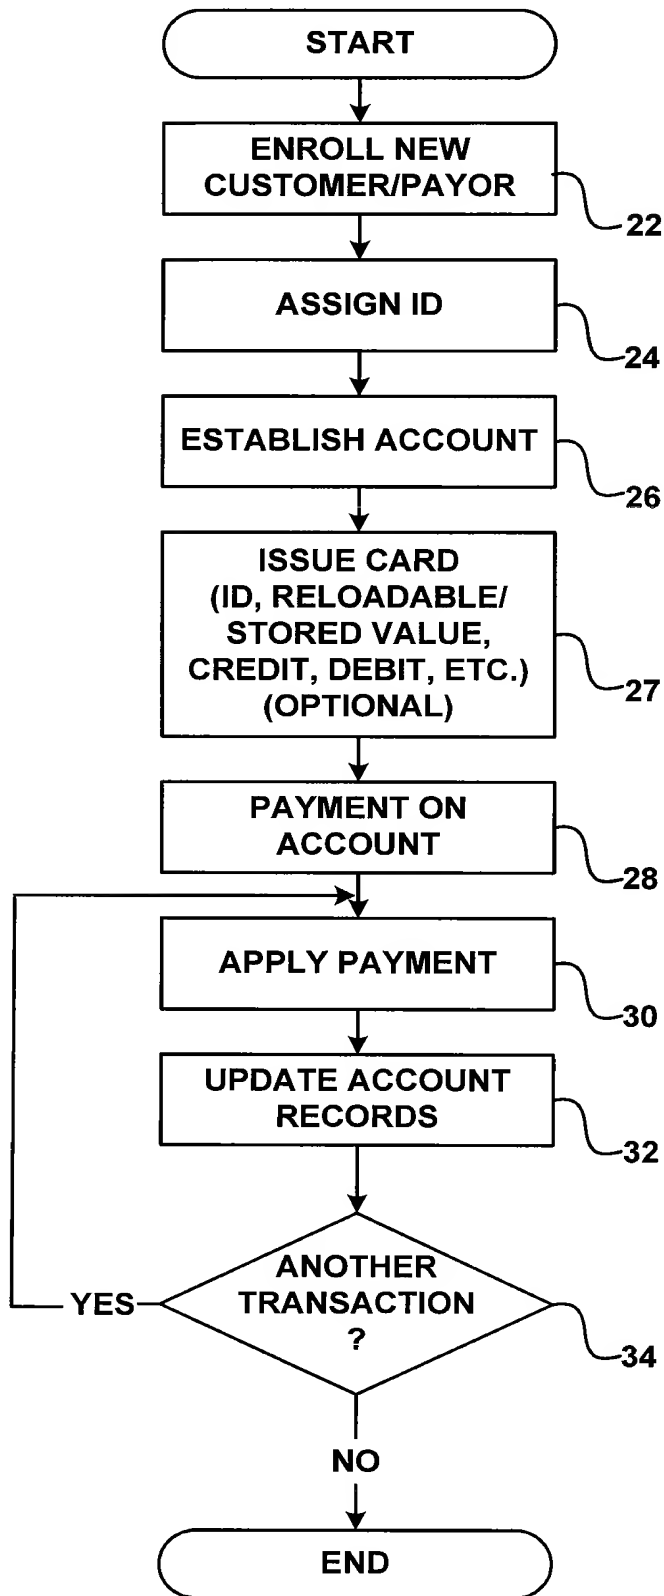 START
ENROLL NEW
CUSTOMER/PAYOR
22
ASSIGN ID
24
ESTABLISH ACCOUNT
26
ISSUE CARD
(ID, RELOADABLE/
STORED VALUE,
CREDIT, DEBIT, ETC.)
(OPTIONAL)
27
PAYMENT ON
ACCOUNT
28
APPLY PAYMENT
30
UPDATE ACCOUNT
RECORDS
32
ANOTHER
TRANSACTION
?
YES
34
NO
END